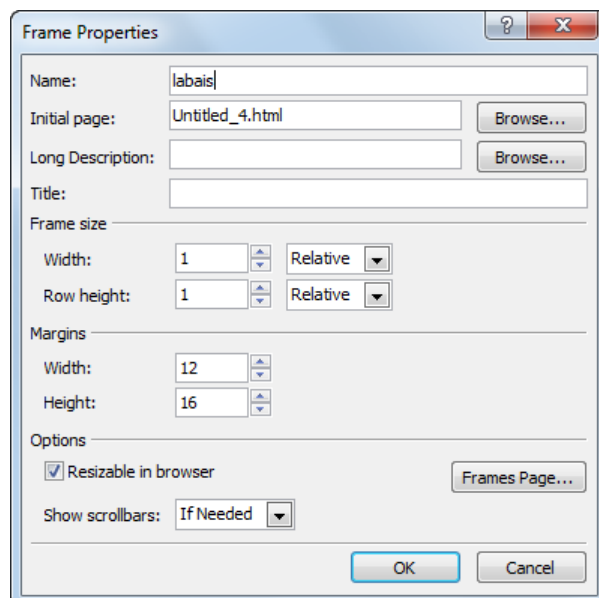 Frame Properties
Name: labais
Initial page: Untitled_4.html Browse...
Long Description: Browse...
Title:
Frame size
Width: 1 Relative
Row height: 1 Relative
Margins
Width: 12
Height: 16
Options
Resizable in browser Frames Page...
Show scrollbars: If Needed
OK Cancel